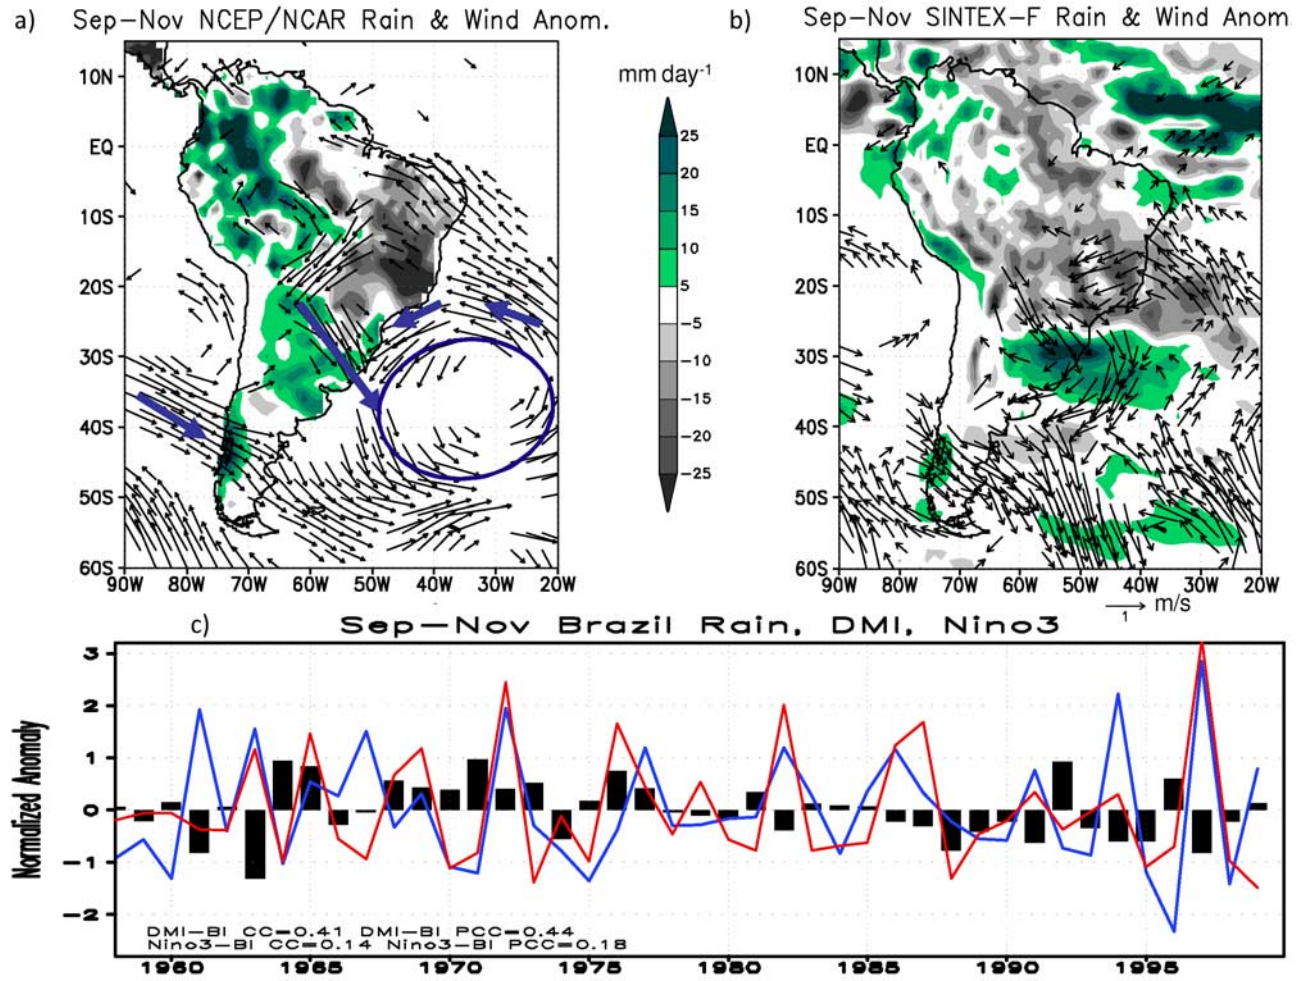 a) Sep-Nov NCEP/NCAR Rain & Wind Anom.
b) Sep-Nov SINTEX-F Rain & Wind Anom.
mm day-1
10N
EQ
10S
20S
30S
40S
50S
60S
90W 80W 70W 60W 50W 40W 30W 20W
25
20
15
10
5
-5
-10
-15
-20
-25
10N
EQ
10S
20S
30S
40S
50S
60S
90W 80W 70W 60W 50W 40W 30W 20W
1 m/s
c) Sep-Nov Brazil Rain, DMI, Nino3
Normalized Anomaly
3
2
1
0
-1
-2
DMI-BI CC=0.41 DMI-BI PCC=0.44
Nino3-BI CC=0.14 Nino3-BI PCC=0.18
1960 1965 1970 1975 1980 1985 1990 1995